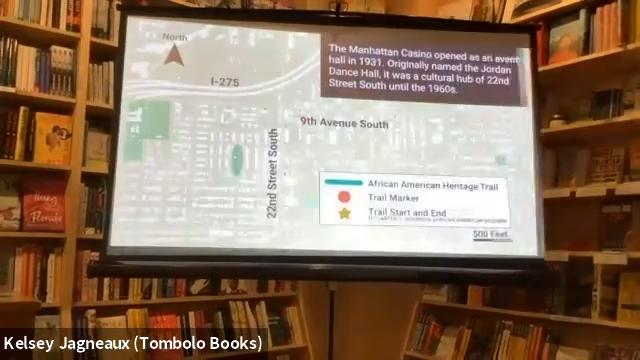 North
The Manhattan Casino opened as an event
hall in 1931. Originally named the Jordan
Dance Hall, it was a cultural hub of 22nd
Street South until the 1960s.
I-275
9th Avenue South
22nd Street South
African American Heritage Trail
Trail Marker
Trail Start and End
500 Feet
Kelsey Jagneaux (Tombolo Books)